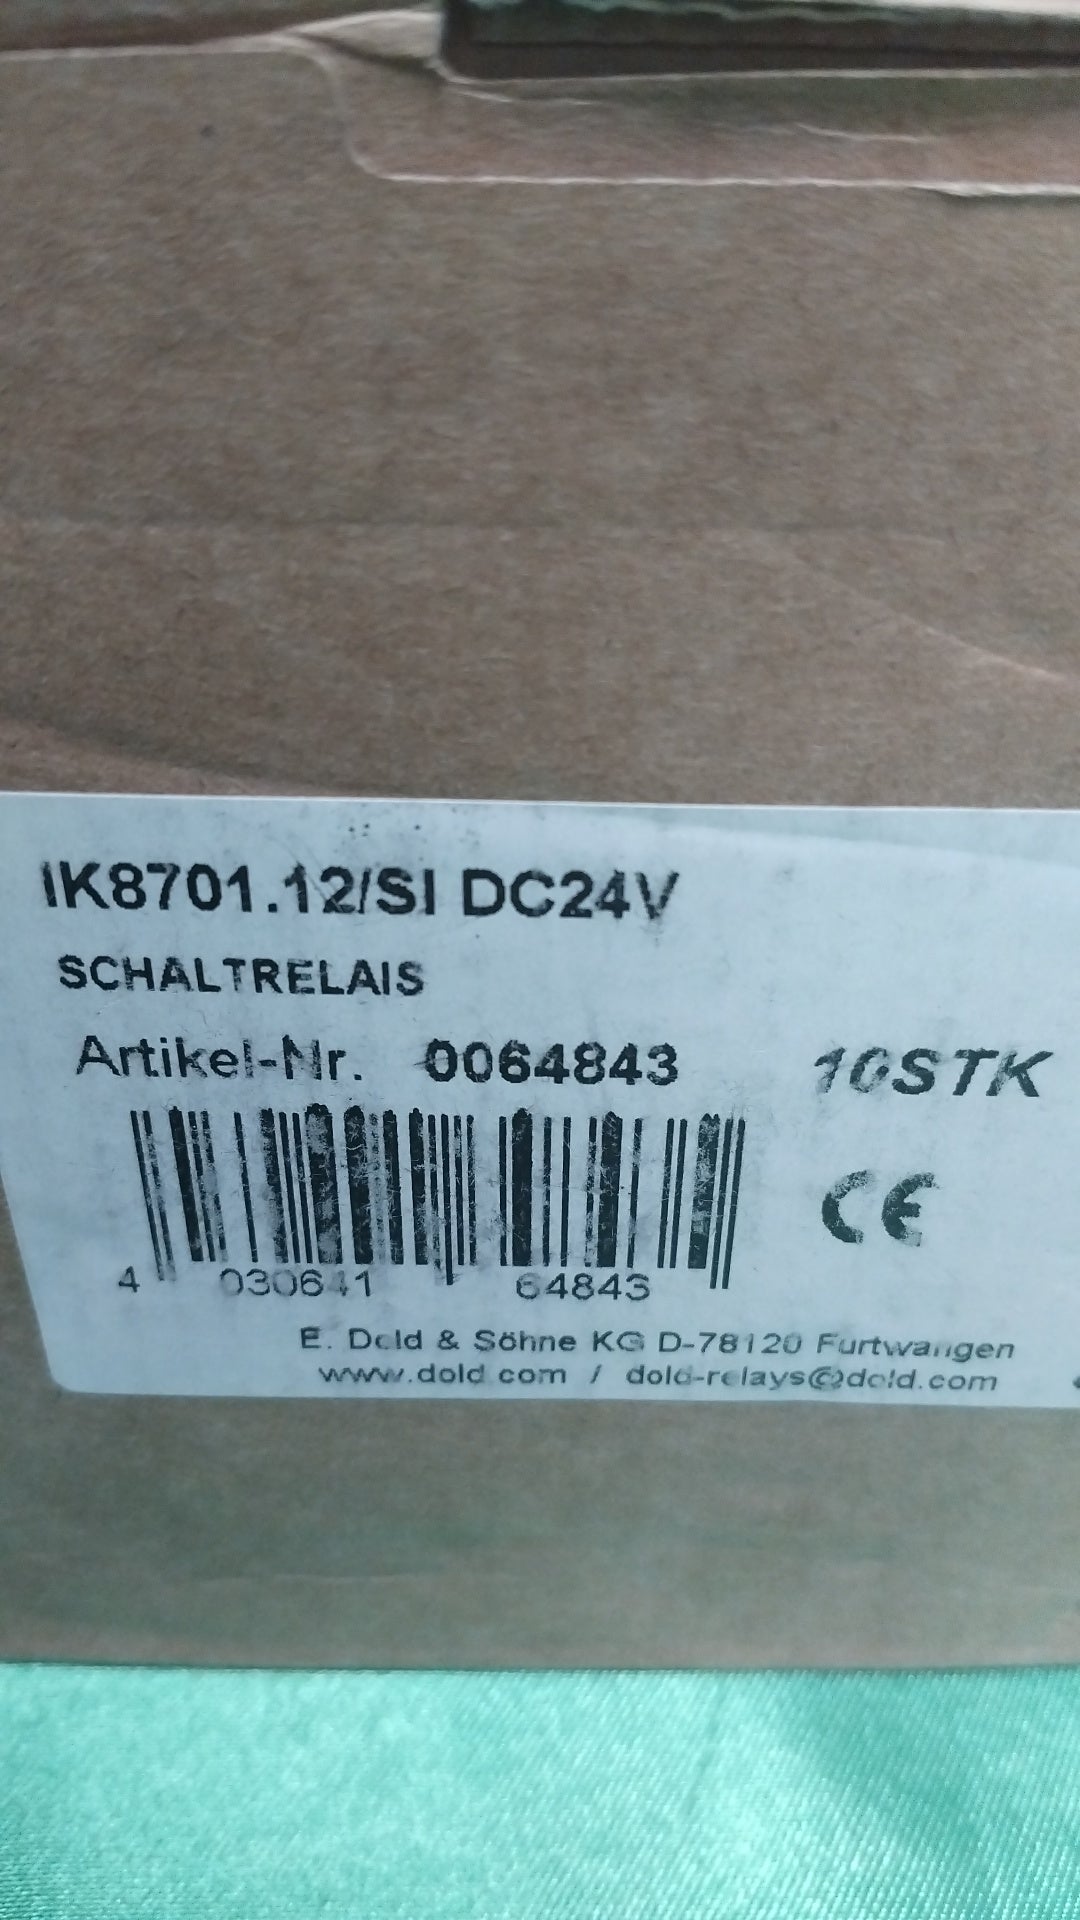 IK8701.12/SI DC24V
SCHALTRELAIS
Artikel-Nr. 0064843 10STK
CE
4 030641 64843
E. Dold & Söhne KG D-78120 Furtwangen
www.dold.com / dold-relays@dold.com